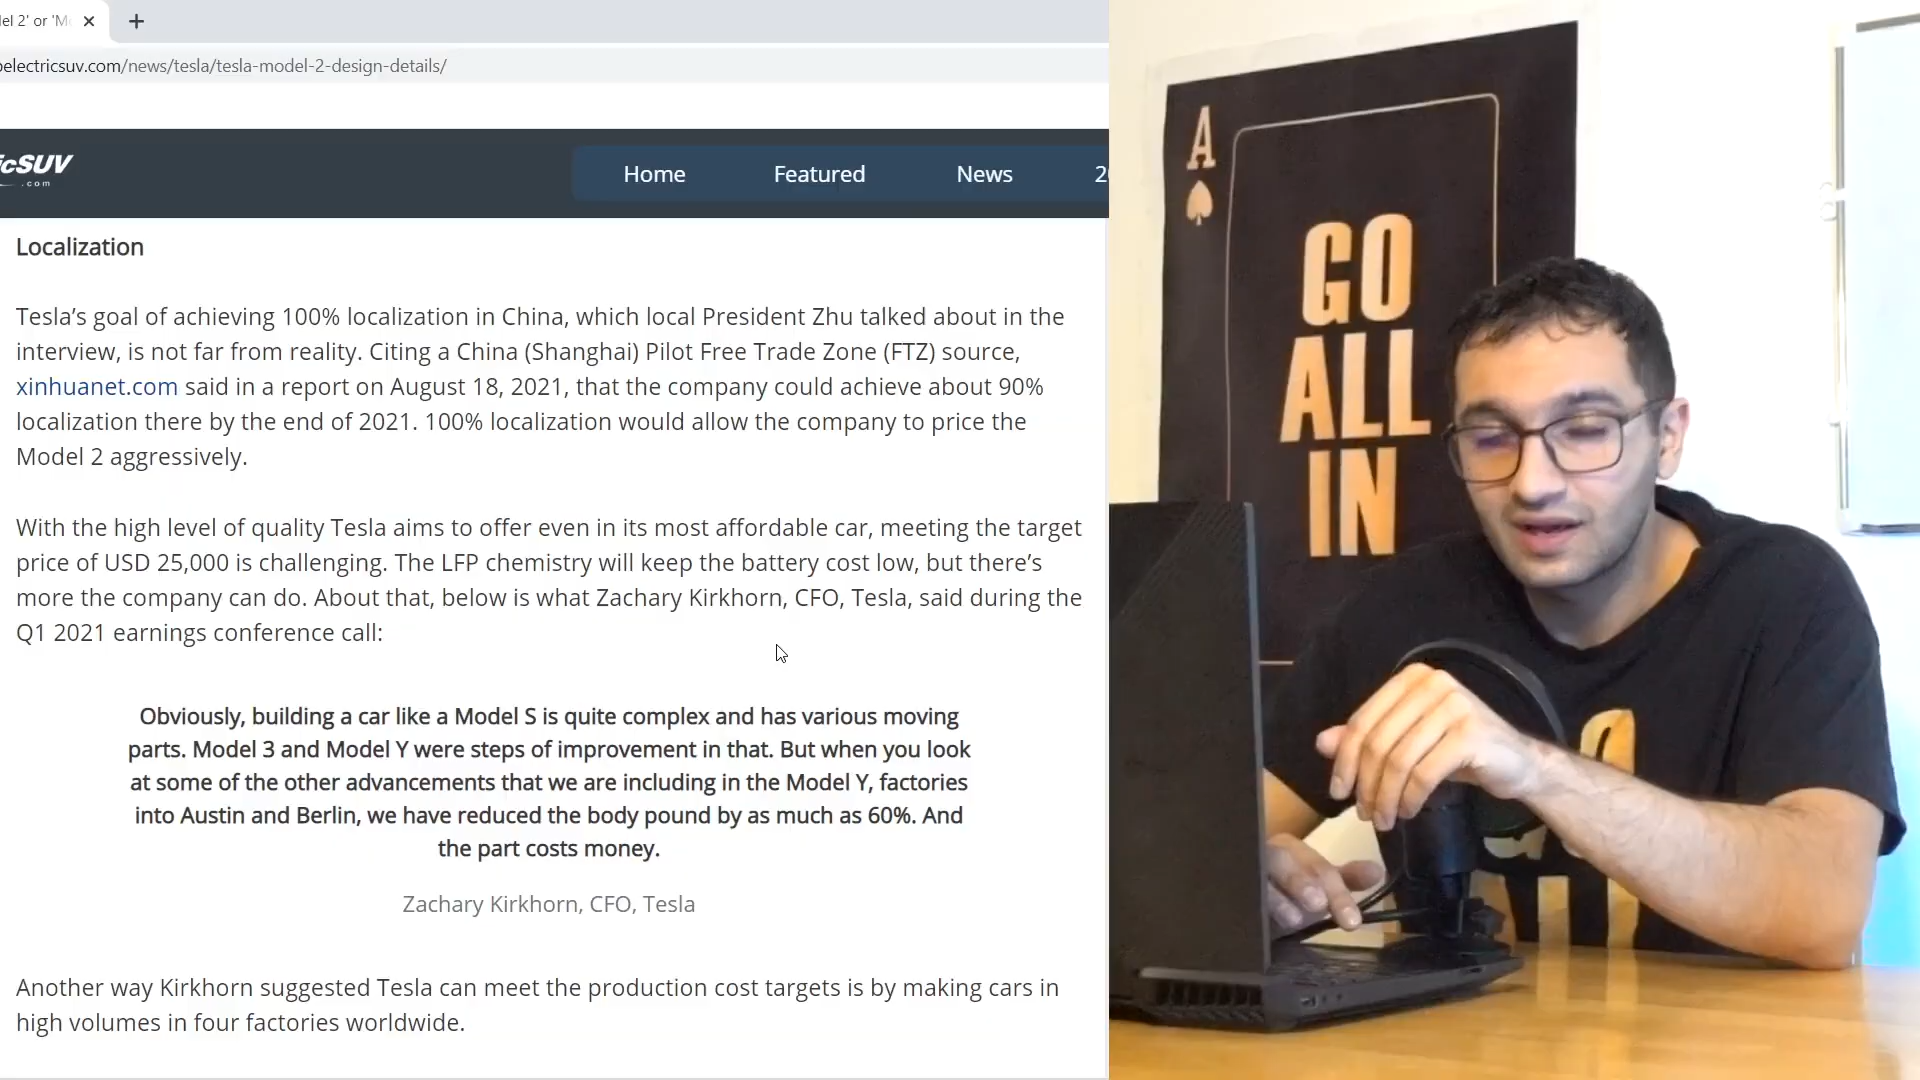 el 2' or 'M
electricsuv.com/news/tesla/tesla-model-2-design-details/
icSUV
.com
Home Featured News 2
Localization
Tesla’s goal of achieving 100% localization in China, which local President Zhu talked about in the
interview, is not far from reality. Citing a China (Shanghai) Pilot Free Trade Zone (FTZ) source,
xinhuanet.com said in a report on August 18, 2021, that the company could achieve about 90%
localization there by the end of 2021. 100% localization would allow the company to price the
Model 2 aggressively.
With the high level of quality Tesla aims to offer even in its most affordable car, meeting the target
price of USD 25,000 is challenging. The LFP chemistry will keep the battery cost low, but there’s
more the company can do. About that, below is what Zachary Kirkhorn, CFO, Tesla, said during the
Q1 2021 earnings conference call:
Obviously, building a car like a Model S is quite complex and has various moving
parts. Model 3 and Model Y were steps of improvement in that. But when you look
at some of the other advancements that we are including in the Model Y, factories
into Austin and Berlin, we have reduced the body pound by as much as 60%. And
the part costs money.
Zachary Kirkhorn, CFO, Tesla
Another way Kirkhorn suggested Tesla can meet the production cost targets is by making cars in
high volumes in four factories worldwide.
A
GO
ALL
IN